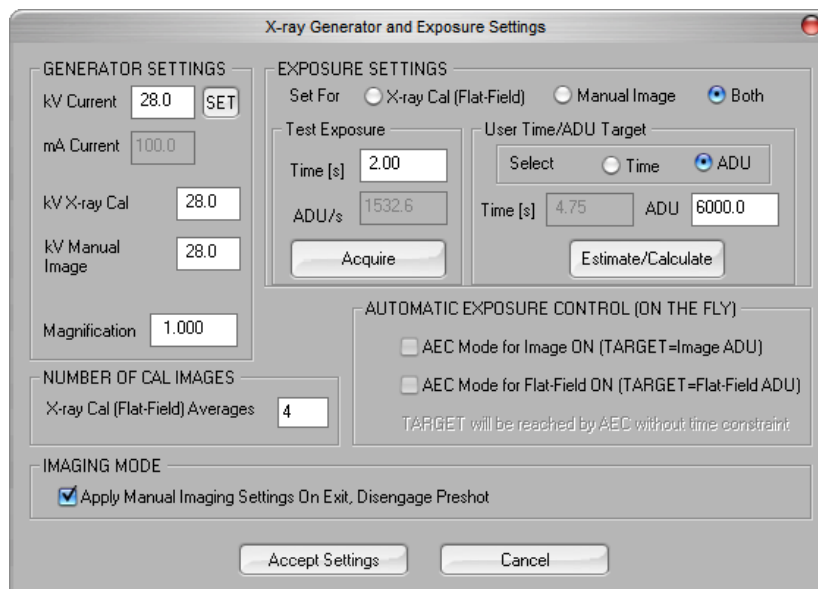 X-ray Generator and Exposure Settings
GENERATOR SETTINGS
kV Current 28.0 SET
mA Current 100.0
kV X-ray Cal 28.0
kV Manual
Image 28.0
Magnification 1.000
EXPOSURE SETTINGS
Set For X-ray Cal (Flat-Field) Manual Image Both
Test Exposure
Time [s] 2.00
ADU/s 1532.6
Acquire
User Time/ADU Target
Select Time ADU
Time [s] 4.75 ADU 6000.0
Estimate/Calculate
AUTOMATIC EXPOSURE CONTROL (ON THE FLY)
AEC Mode for Image ON (TARGET=Image ADU)
AEC Mode for Flat-Field ON (TARGET=Flat-Field ADU)
TARGET will be reached by AEC without time constraint
NUMBER OF CAL IMAGES
X-ray Cal (Flat-Field) Averages 4
IMAGING MODE
Apply Manual Imaging Settings On Exit, Disengage Preshot
Accept Settings Cancel